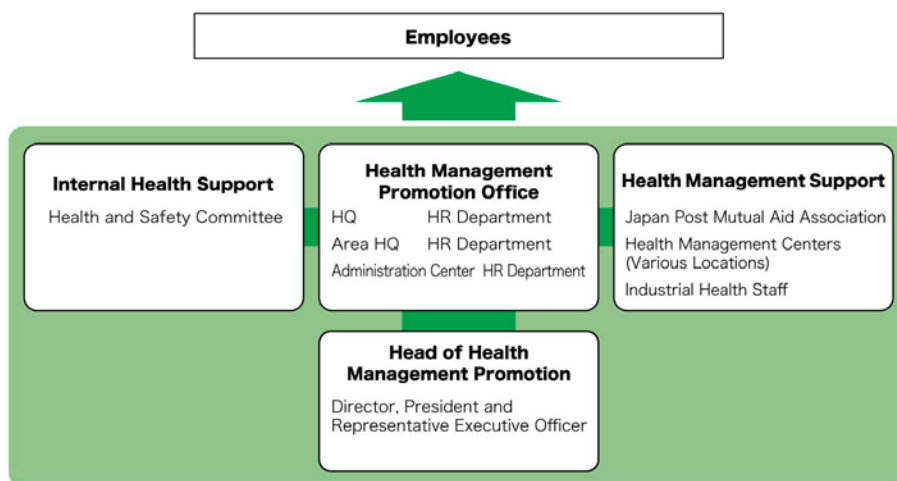 Employees
Internal Health Support
Health and Safety Committee
Health Management
Promotion Office
HQ HR Department
Area HQ HR Department
Administration Center HR Department
Health Management Support
Japan Post Mutual Aid Association
Health Management Centers
(Various Locations)
Industrial Health Staff
Head of Health
Management Promotion
Director, President and
Representative Executive Officer